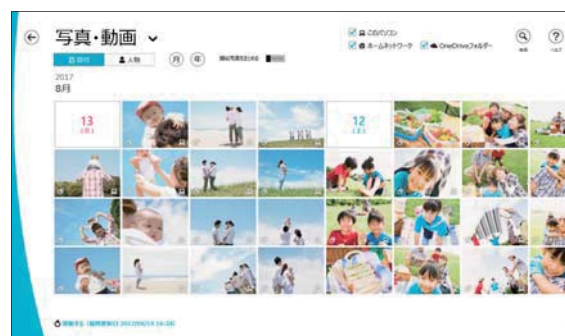 写真・動画
このパソコン
ホームネットワーク OneDriveフォルダー
検索 ヘルプ
日付 人物 月 年
2017
8月
13
(日)
12
(土)